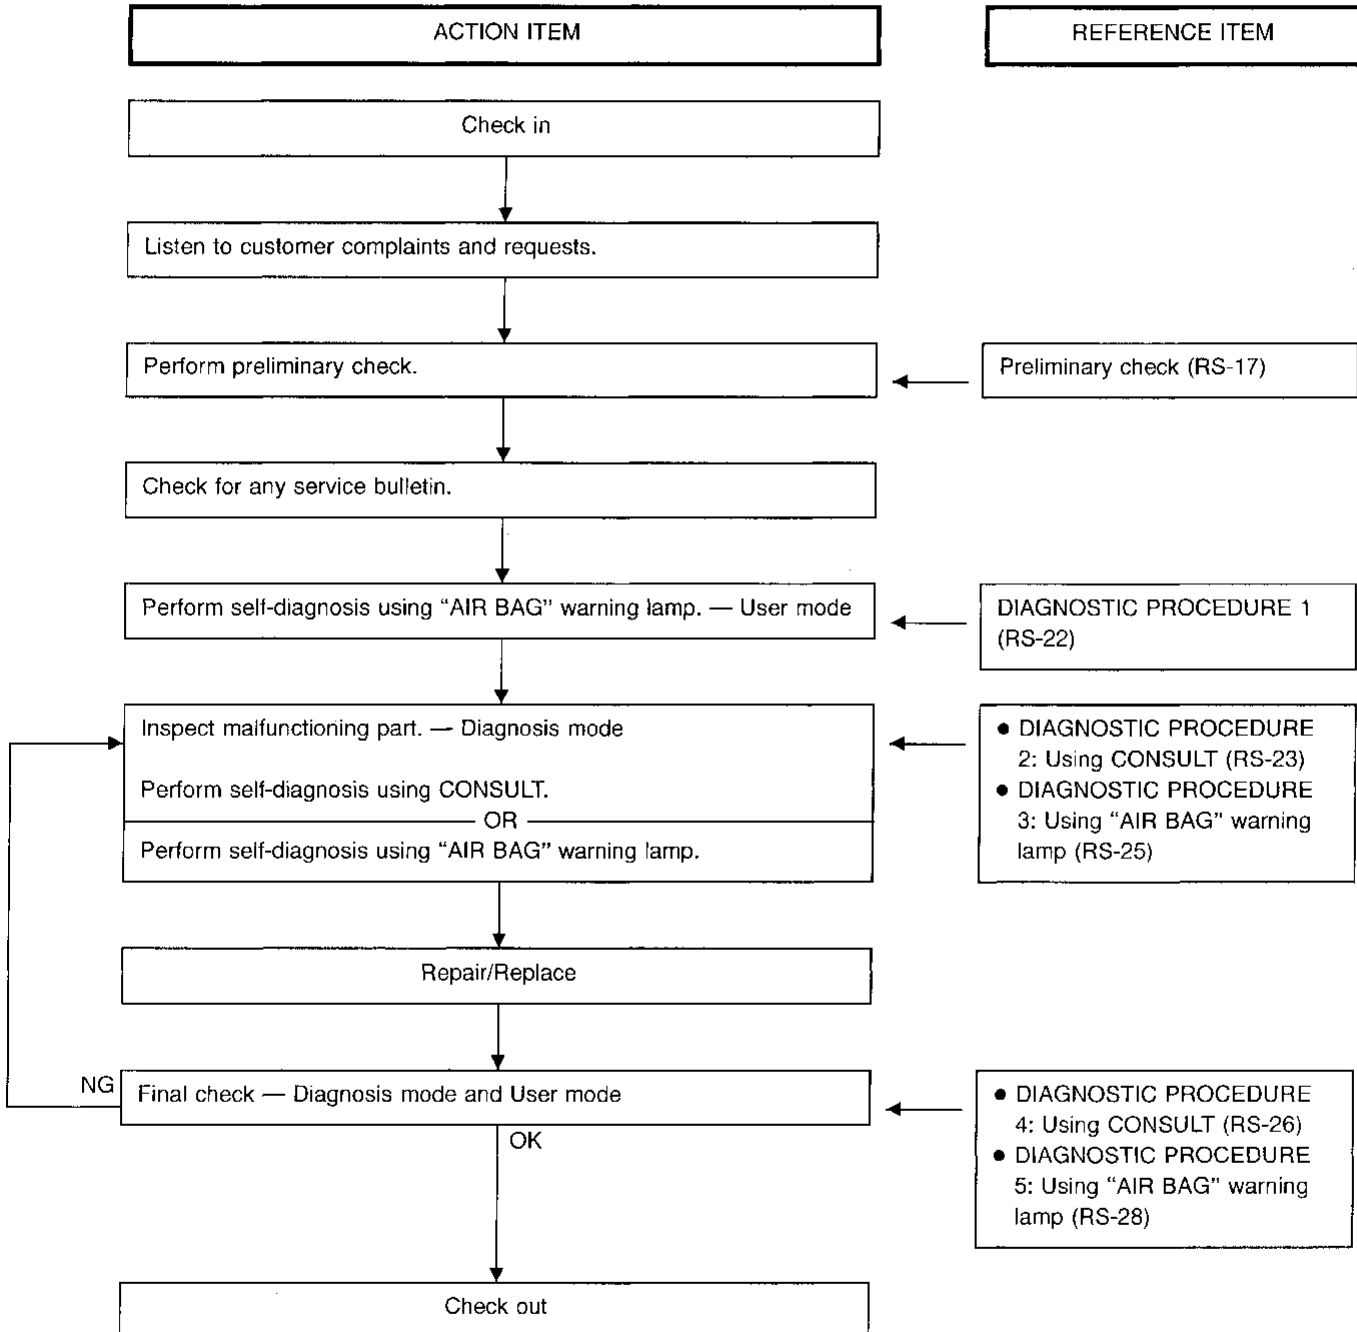 ACTION ITEM
REFERENCE ITEM
Check in
Listen to customer complaints and requests.
Perform preliminary check.
Preliminary check (RS-17)
Check for any service bulletin.
Perform self-diagnosis using “AIR BAG” warning lamp. — User mode
DIAGNOSTIC PROCEDURE 1
(RS-22)
Inspect malfunctioning part. — Diagnosis mode
Perform self-diagnosis using CONSULT.
OR
Perform self-diagnosis using “AIR BAG” warning lamp.
● DIAGNOSTIC PROCEDURE
2: Using CONSULT (RS-23)
● DIAGNOSTIC PROCEDURE
3: Using “AIR BAG” warning
lamp (RS-25)
Repair/Replace
NG
Final check — Diagnosis mode and User mode
OK
● DIAGNOSTIC PROCEDURE
4: Using CONSULT (RS-26)
● DIAGNOSTIC PROCEDURE
5: Using “AIR BAG” warning
lamp (RS-28)
Check out